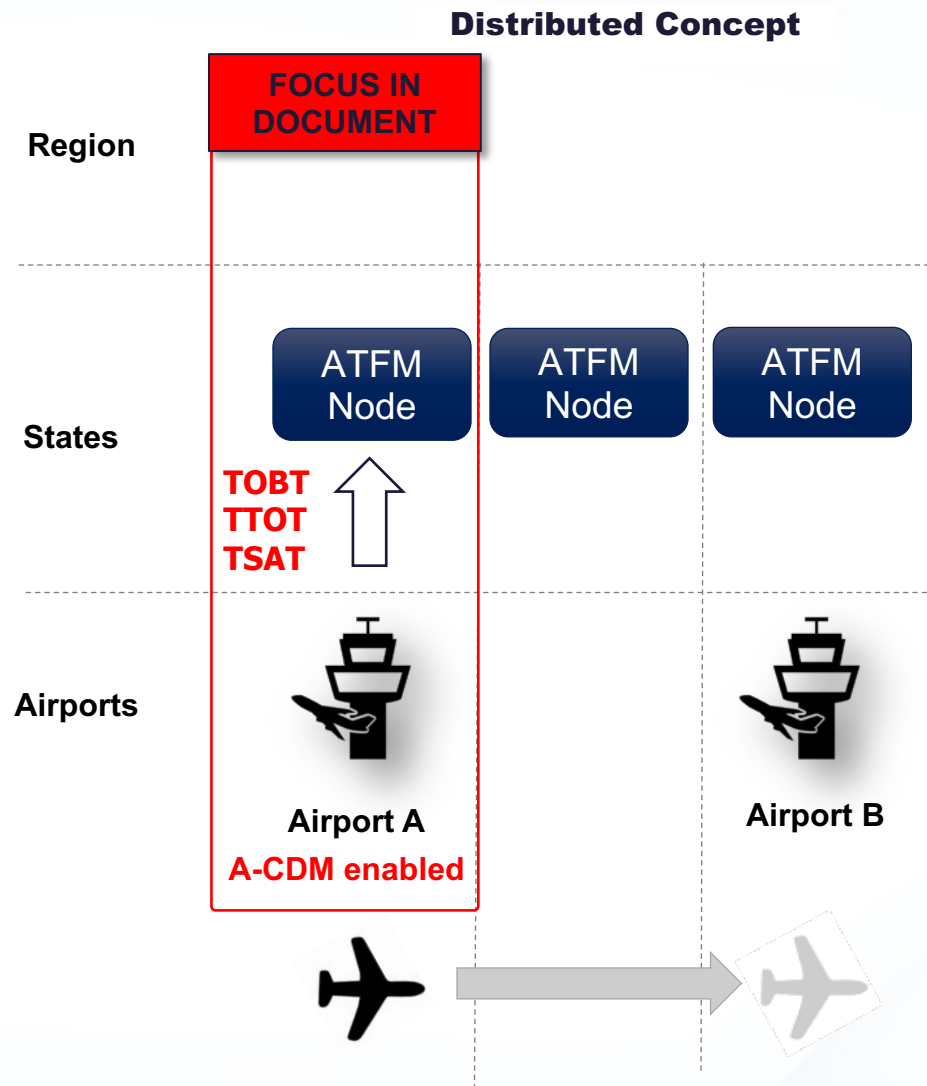 Distributed Concept
FOCUS IN
DOCUMENT
Region
ATFM
Node
ATFM
Node
ATFM
Node
States
TOBT
TTOT
TSAT
Airports
Airport A
A-CDM enabled
Airport B